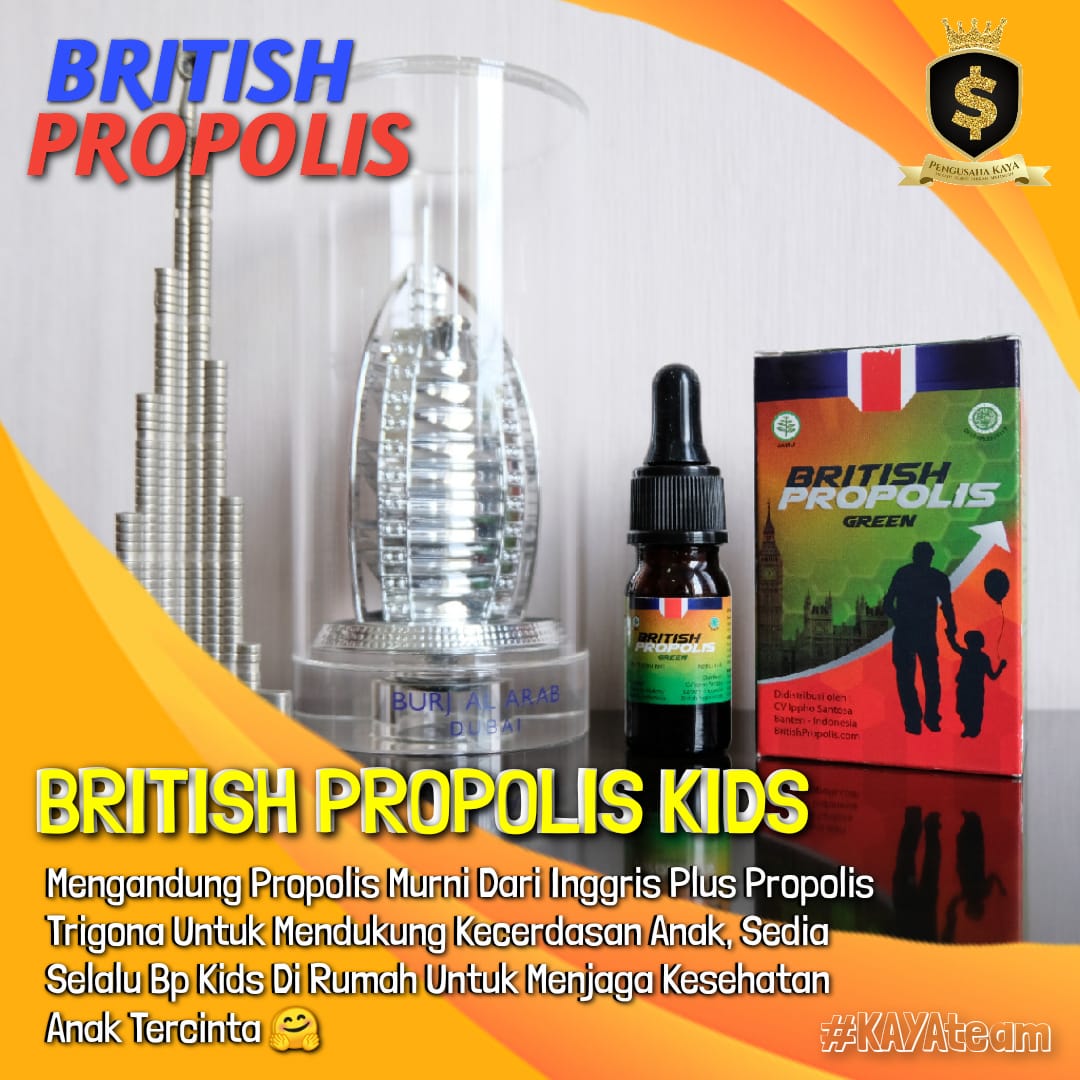 BRITISH
PROPOLIS
$
PENGUSAHA KAYA
JAMU
BRITISH
PROPOLIS
GREEN
Didistribusi oleh :
CV Ippho Santosa
Banten - Indonesia
BritishPropolis.com
BRITISH
PROPOLIS
GREEN
BURJ AL ARAB
DUBAI
BRITISH PROPOLIS KIDS
Mengandung Propolis Murni Dari Inggris Plus Propolis
Trigona Untuk Mendukung Kecerdasan Anak, Sedia
Selalu Bp Kids Di Rumah Untuk Menjaga Kesehatan
Anak Tercinta 🤗
#KAYAteam